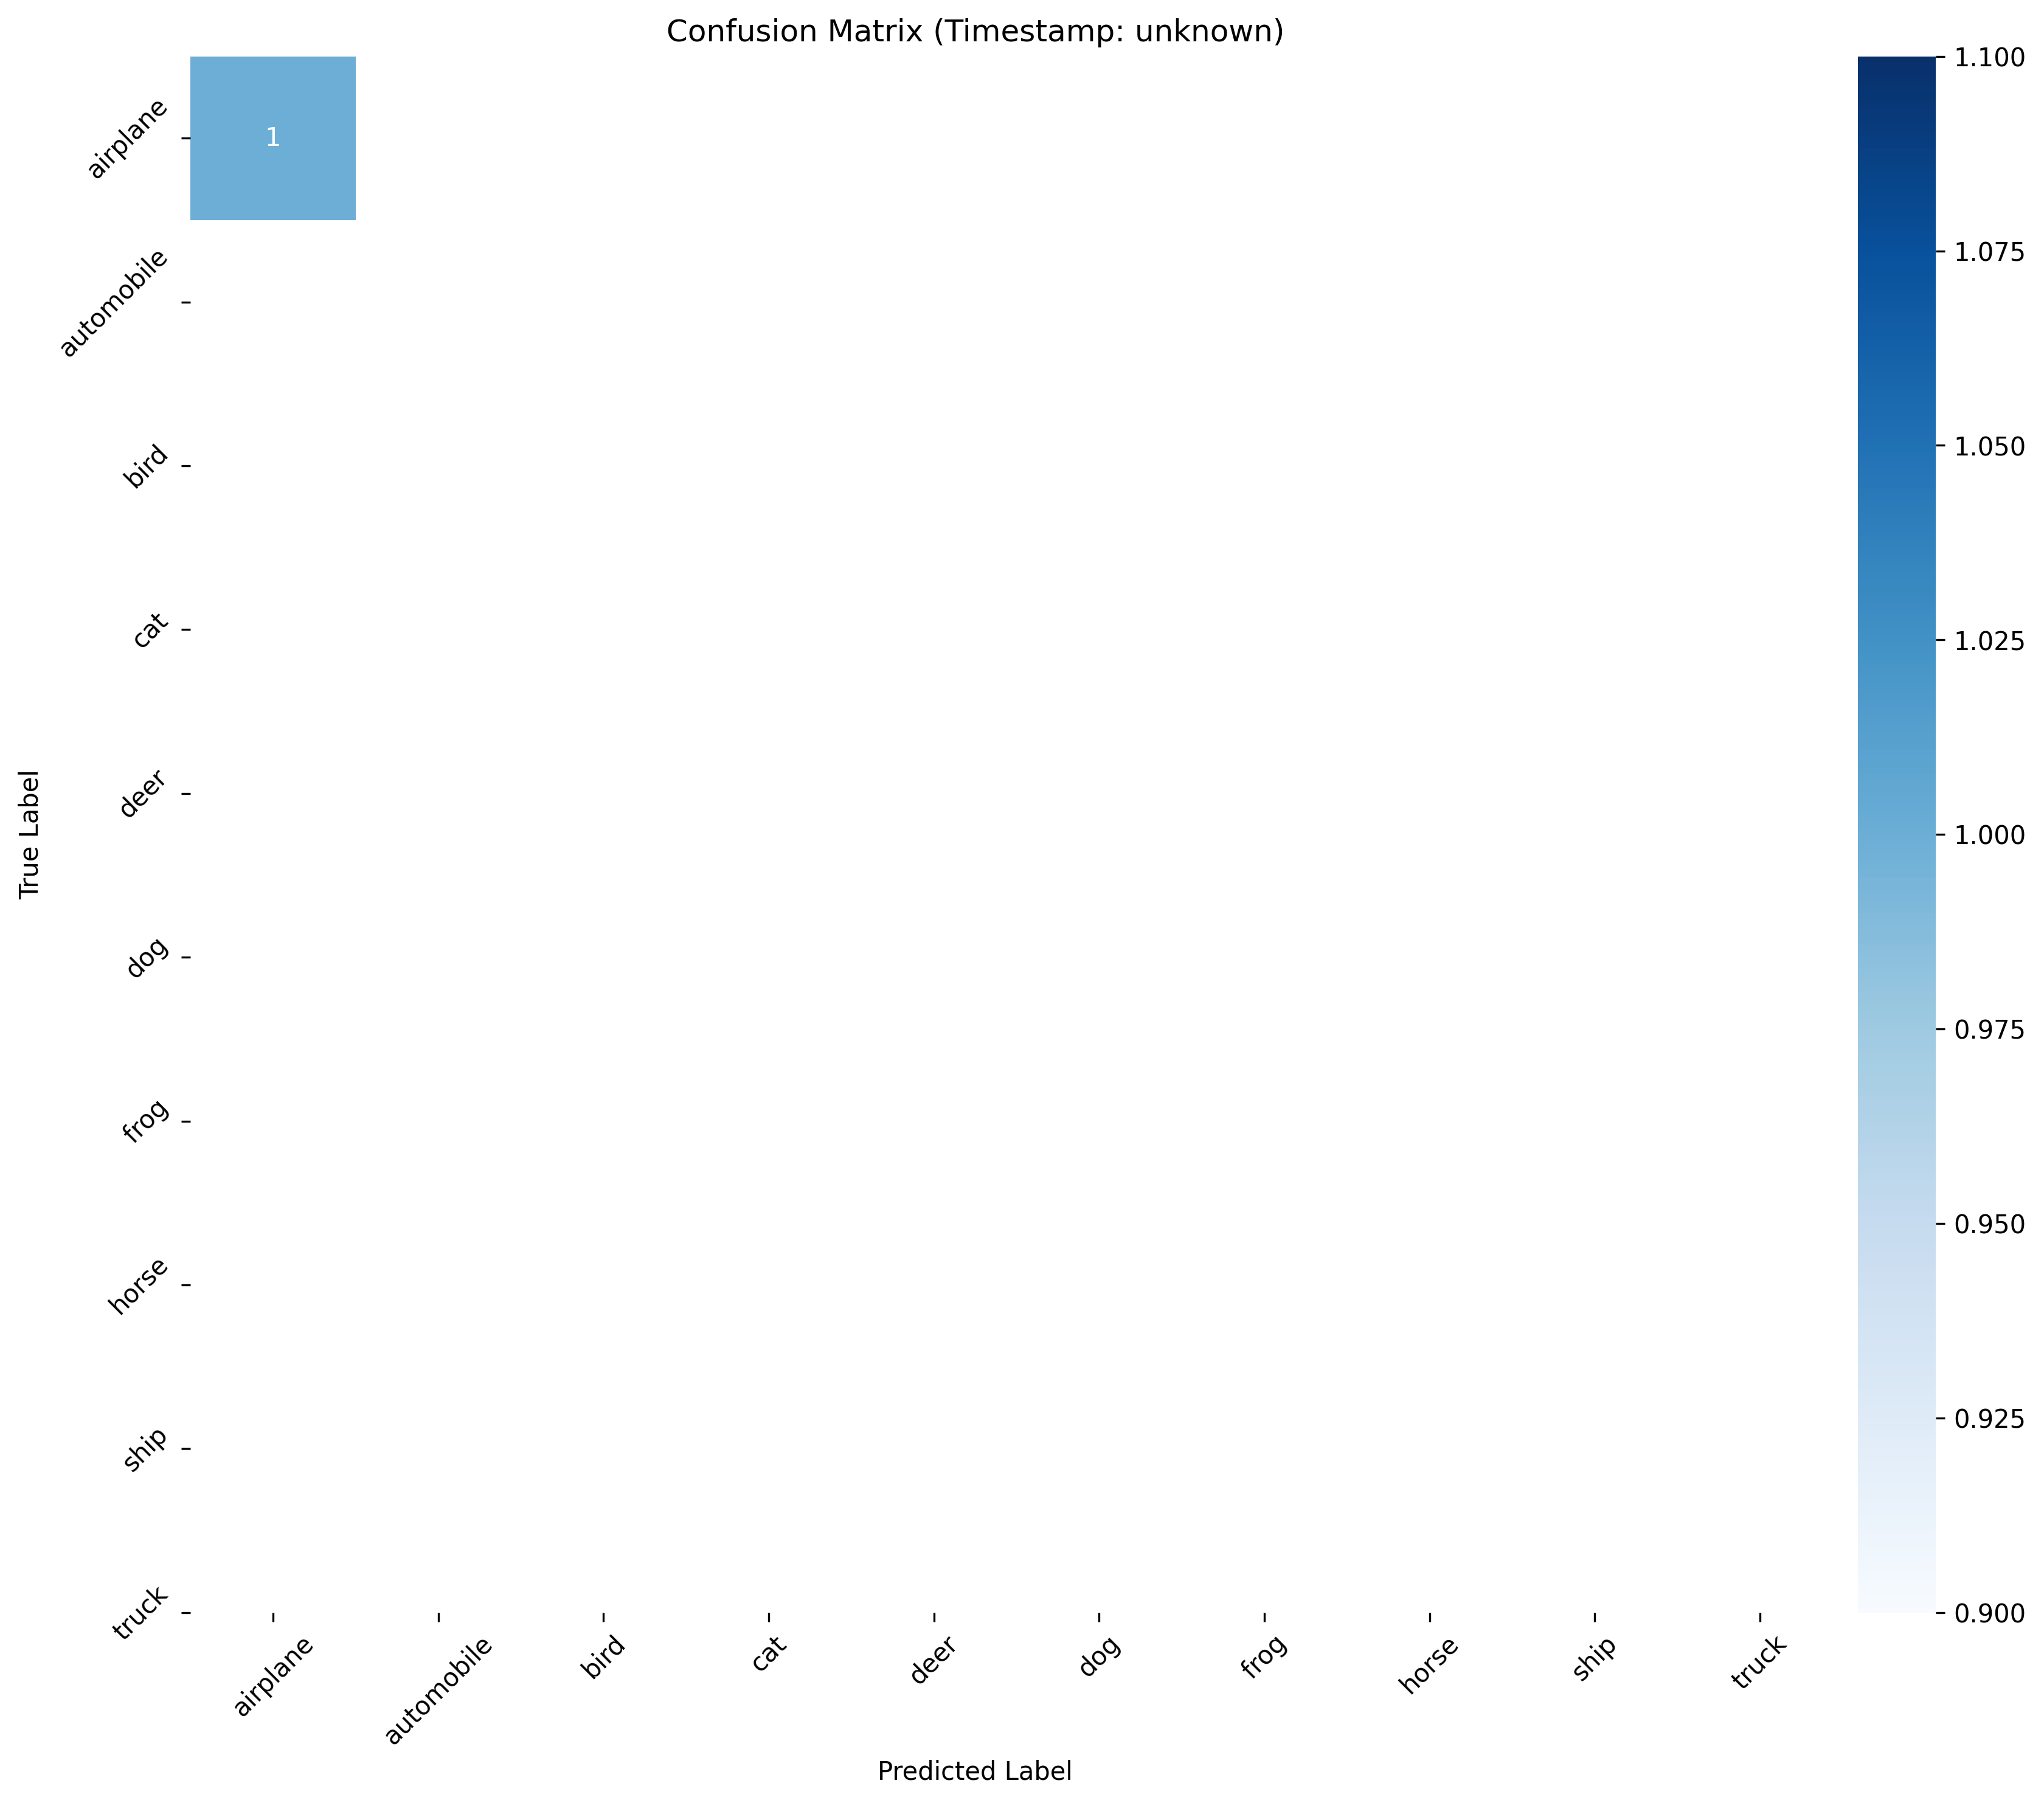 Confusion Matrix (Timestamp: unknown)
True Label
airplane
automobile
bird
cat
deer
dog
frog
horse
ship
truck
1
airplane
automobile
bird
cat
deer
dog
frog
horse
ship
truck
Predicted Label
1.100
1.075
1.050
1.025
1.000
0.975
0.950
0.925
0.900